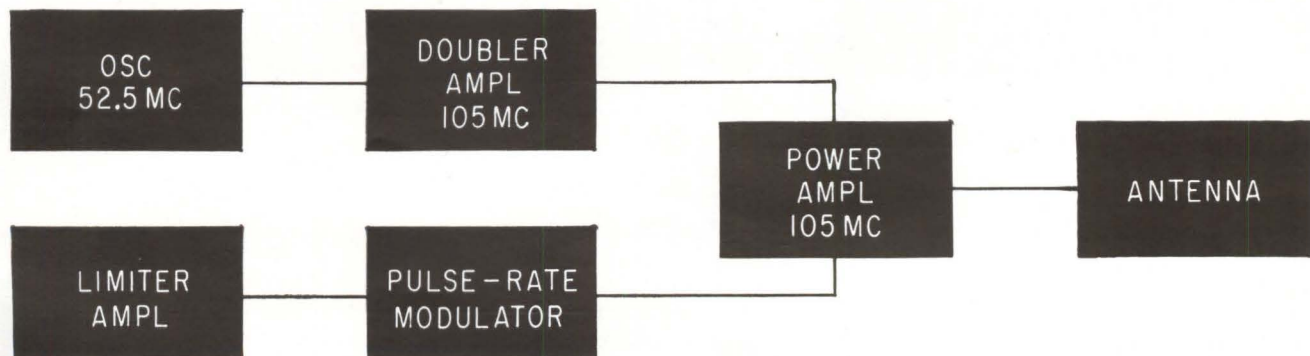 OSC
52.5 MC
DOUBLER
AMPL
105 MC
POWER
AMPL
105 MC
ANTENNA
LIMITER
AMPL
PULSE-RATE
MODULATOR